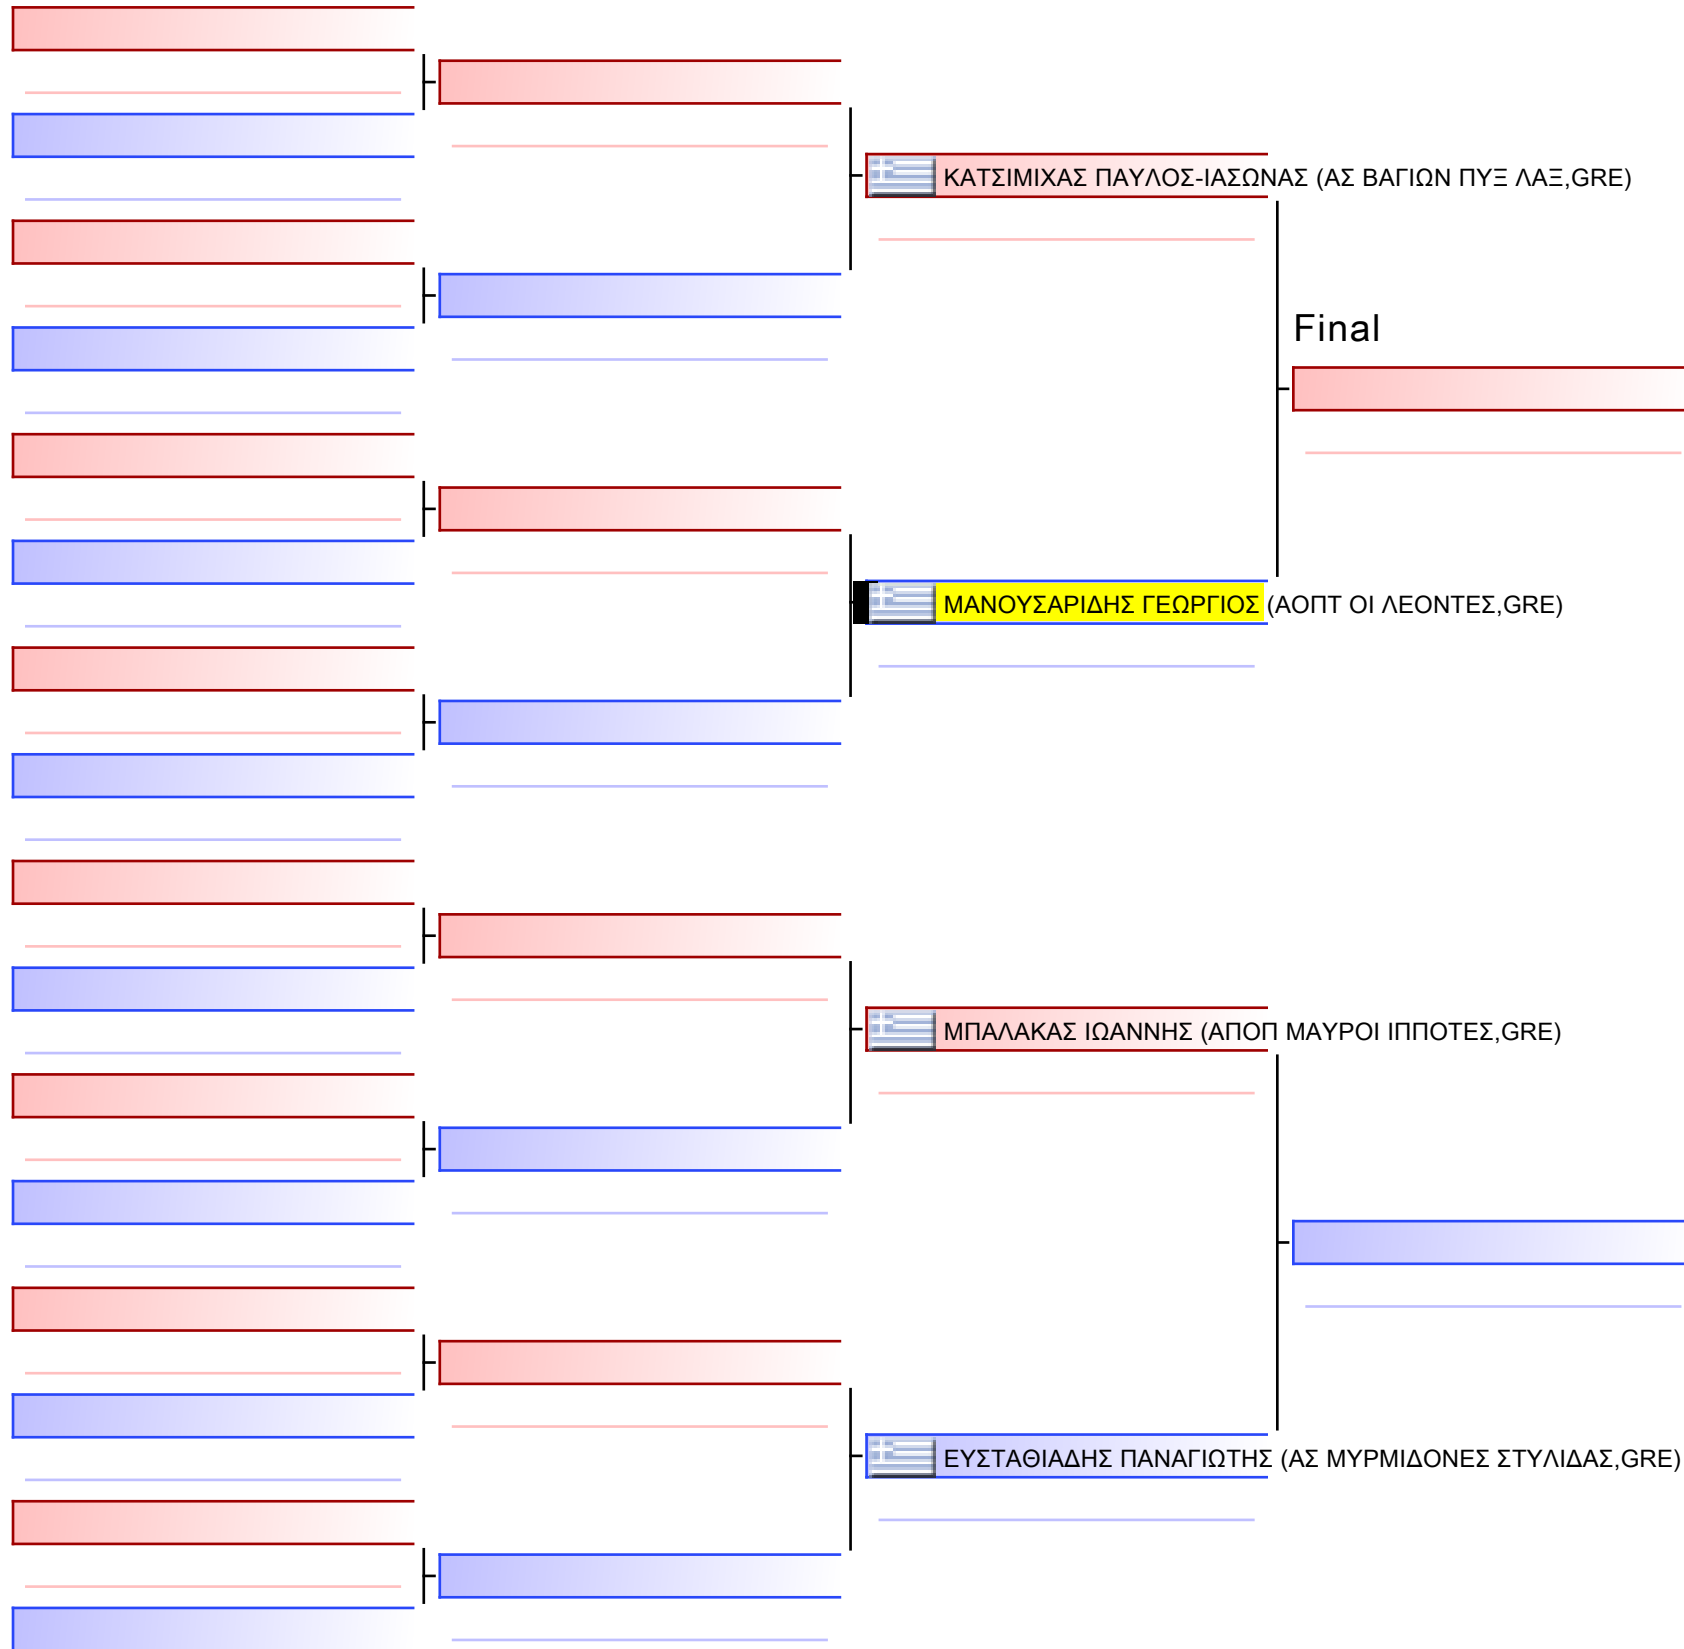 ΚΑΤΣΙΜΙΧΑΣ ΠΑΥΛΟΣ-ΙΑΣΩΝΑΣ (ΑΣ ΒΑΓΙΩΝ ΠΥΞ ΛΑΞ,GRE)
Final
ΜΑΝΟΥΣΑΡΙΔΗΣ ΓΕΩΡΓΙΟΣ (ΑΟΠΤ ΟΙ ΛΕΟΝΤΕΣ,GRE)
ΜΠΑΛΑΚΑΣ ΙΩΑΝΝΗΣ (ΑΠΟΠ ΜΑΥΡΟΙ ΙΠΠΟΤΕΣ,GRE)
ΕΥΣΤΑΘΙΑΔΗΣ ΠΑΝΑΓΙΩΤΗΣ (ΑΣ ΜΥΡΜΙΔΟΝΕΣ ΣΤΥΛΙΔΑΣ,GRE)